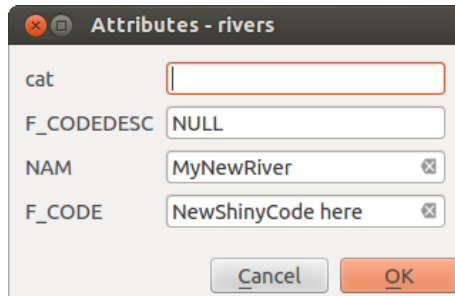 Attributes - rivers
cat
F_CODEDESC NULL
NAM MyNewRiver
F_CODE NewShinyCode here
Cancel OK